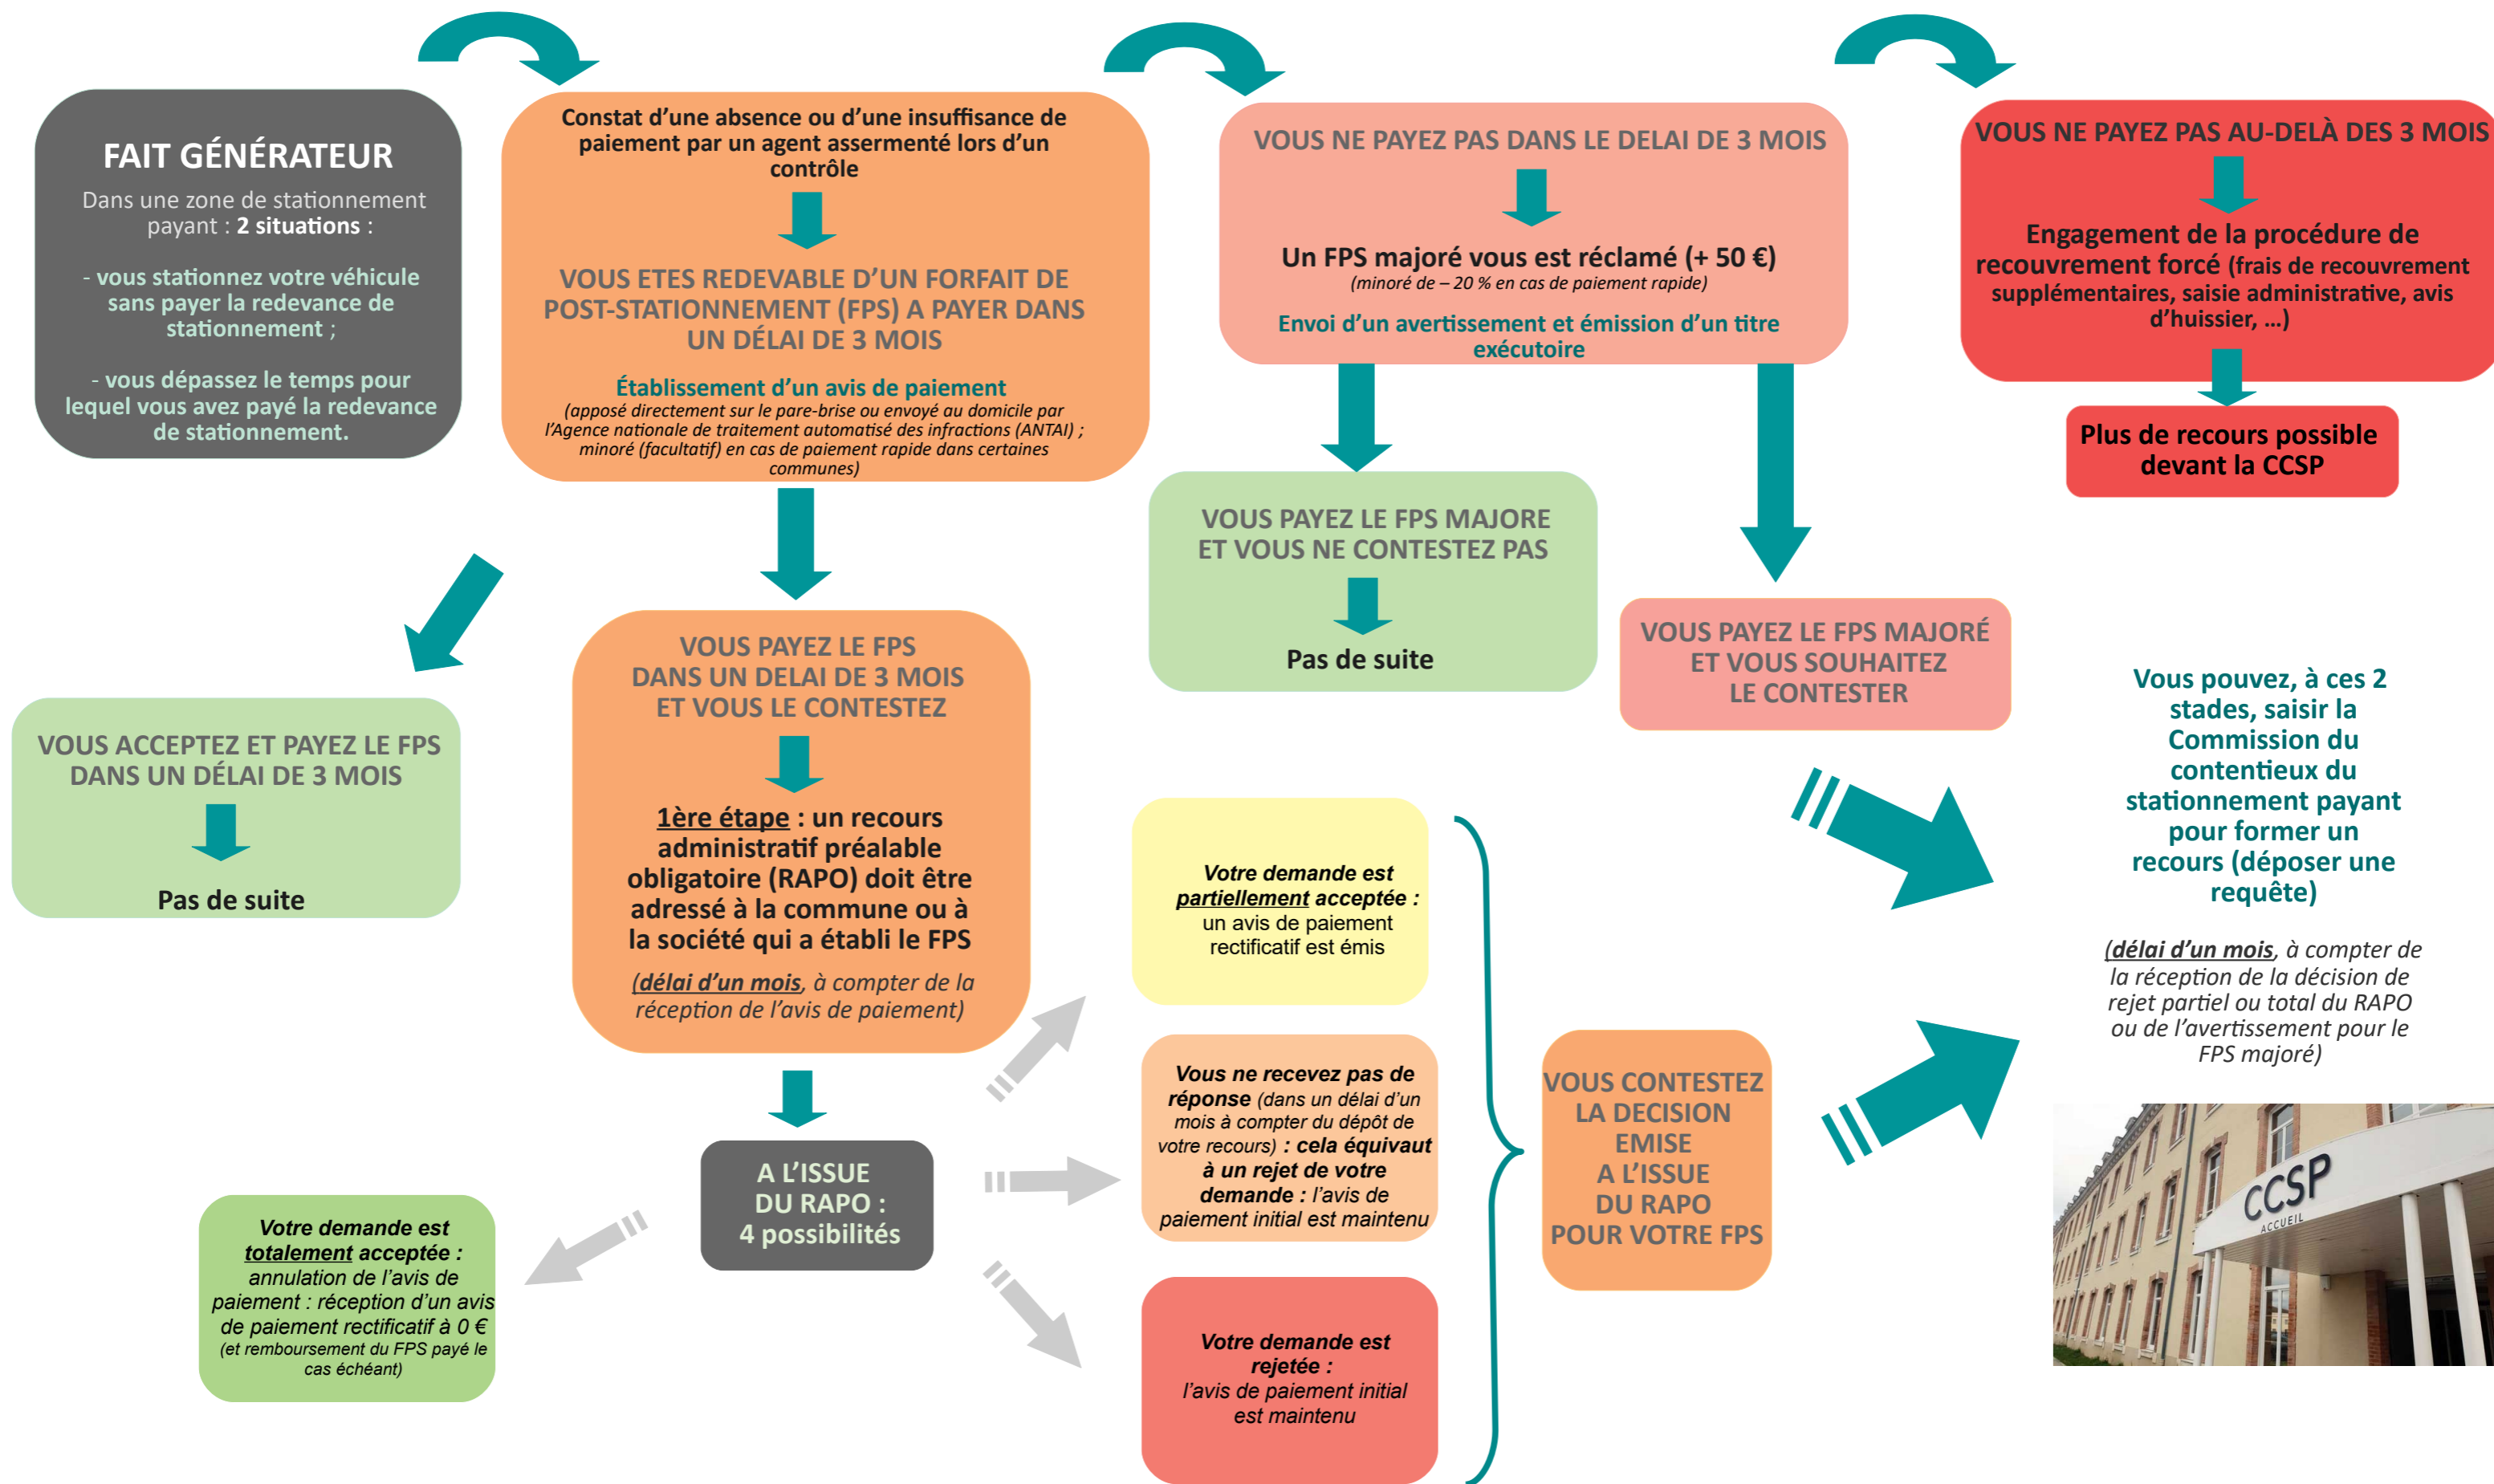 FAIT GÉNÉRATEUR
Dans une zone de stationnement
payant : 2 situations :
- vous stationnez votre véhicule
sans payer la redevance de
stationnement ;
- vous dépassez le temps pour
lequel vous avez payé la redevance
de stationnement.
Constat d’une absence ou d’une insuffisance de
paiement par un agent assermenté lors d’un
contrôle
VOUS ETES REDEVABLE D’UN FORFAIT DE
POST-STATIONNEMENT (FPS) A PAYER DANS
UN DÉLAI DE 3 MOIS
Établissement d’un avis de paiement
(apposé directement sur le pare-brise ou envoyé au domicile par
l’Agence nationale de traitement automatisé des infractions (ANTAI) ;
minoré (facultatif) en cas de paiement rapide dans certaines
communes)
VOUS NE PAYEZ PAS DANS LE DELAI DE 3 MOIS
Un FPS majoré vous est réclamé (+ 50 €)
(minoré de – 20 % en cas de paiement rapide)
Envoi d’un avertissement et émission d’un titre
exécutoire
VOUS NE PAYEZ PAS AU-DELÀ DES 3 MOIS
Engagement de la procédure de
recouvrement forcé (frais de recouvrement
supplémentaires, saisie administrative, avis
d’huissier, ...)
Plus de recours possible
devant la CCSP
VOUS PAYEZ LE FPS MAJORE
ET VOUS NE CONTESTEZ PAS
Pas de suite
VOUS PAYEZ LE FPS MAJORÉ
ET VOUS SOUHAITEZ
LE CONTESTER
VOUS ACCEPTEZ ET PAYEZ LE FPS
DANS UN DÉLAI DE 3 MOIS
Pas de suite
VOUS PAYEZ LE FPS
DANS UN DELAI DE 3 MOIS
ET VOUS LE CONTESTEZ
1ère étape : un recours
administratif préalable
obligatoire (RAPO) doit être
adressé à la commune ou à
la société qui a établi le FPS
(délai d’un mois, à compter de la
réception de l’avis de paiement)
A L’ISSUE
DU RAPO :
4 possibilités
Votre demande est
totalement acceptée :
annulation de l’avis de
paiement : réception d’un avis
de paiement rectificatif à 0 €
(et remboursement du FPS payé le
cas échéant)
Votre demande est
partiellement acceptée :
un avis de paiement
rectificatif est émis
Vous ne recevez pas de
réponse (dans un délai d’un
mois à compter du dépôt de
votre recours) : cela équivaut
à un rejet de votre
demande : l’avis de
paiement initial est maintenu
Votre demande est
rejetée :
l’avis de paiement initial
est maintenu
VOUS CONTESTEZ
LA DECISION
EMISE
A L’ISSUE
DU RAPO
POUR VOTRE FPS
Vous pouvez, à ces 2
stades, saisir la
Commission du
contentieux du
stationnement payant
pour former un
recours (déposer une
requête)
(délai d’un mois, à compter de
la réception de la décision de
rejet partiel ou total du RAPO
ou de l’avertissement pour le
FPS majoré)
CCSP
ACCUEIL